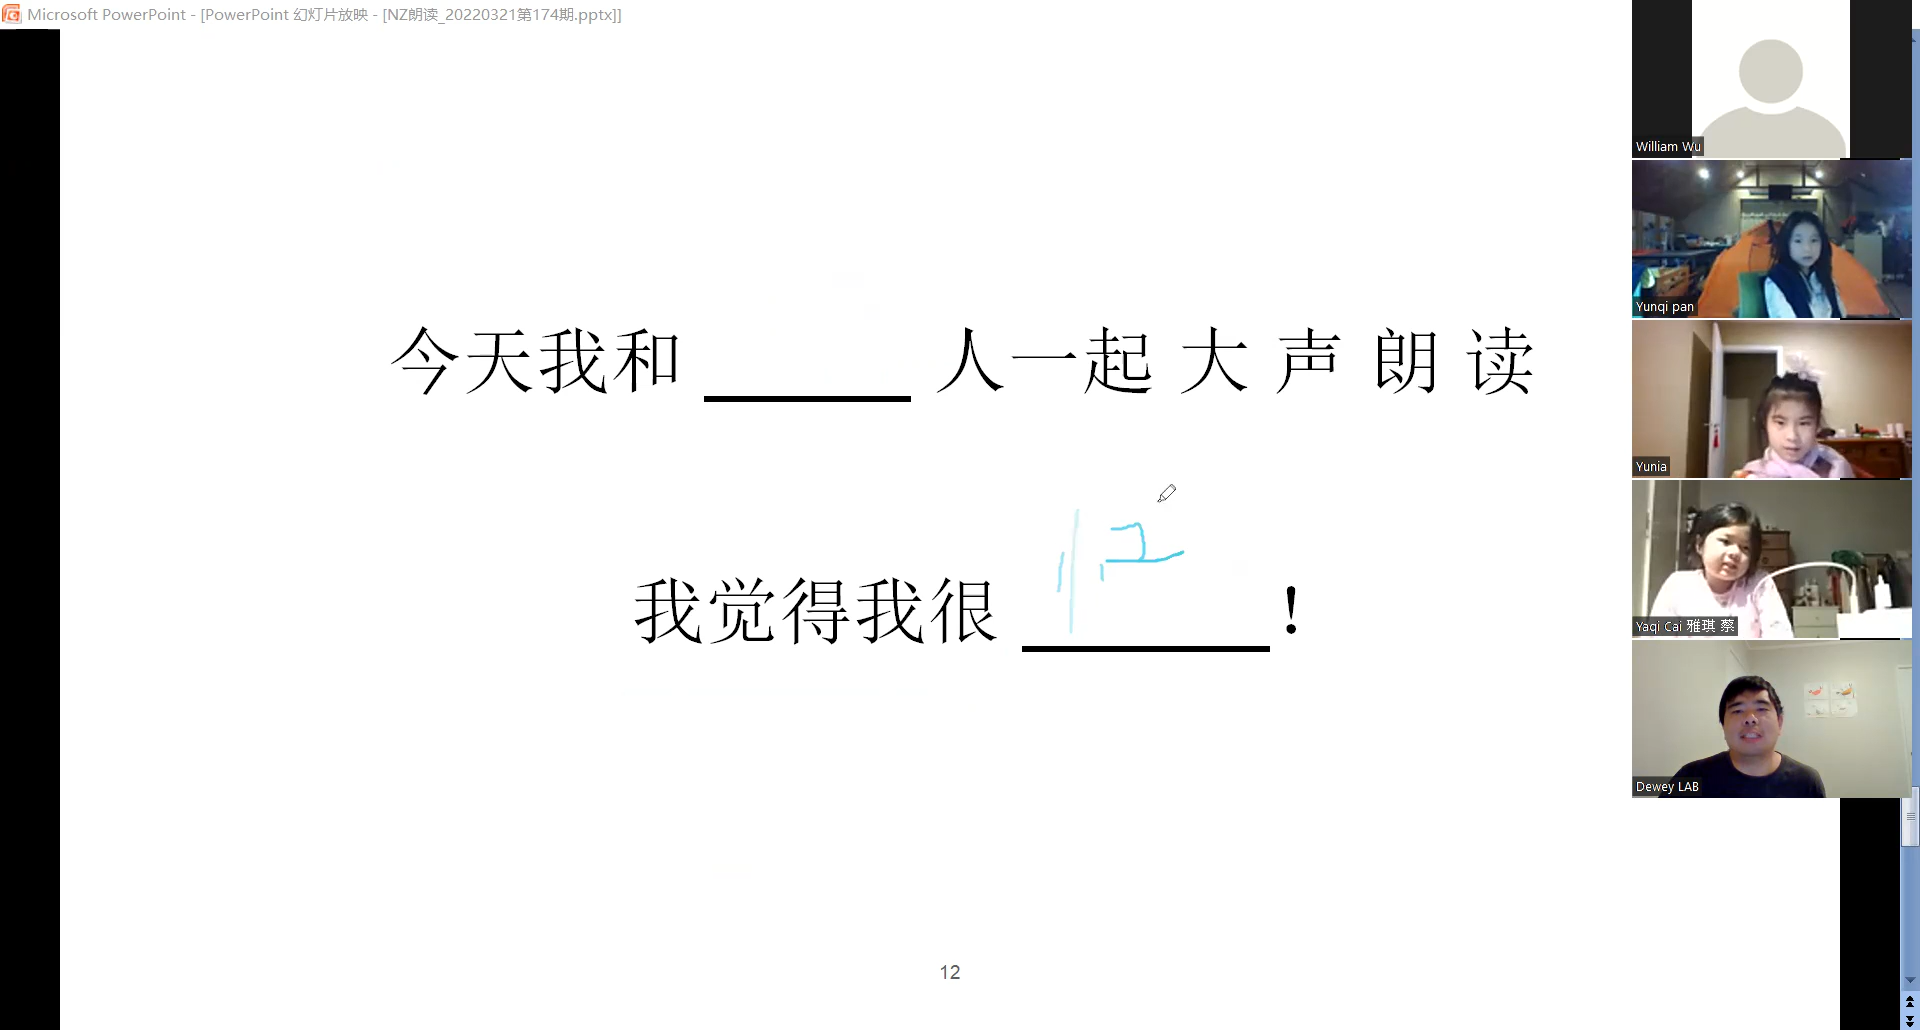 Microsoft PowerPoint - [PowerPoint 幻灯片放映 - [NZ朗读_20220321第174期.pptx]]
今天我和 人一起 大 声 朗 读
我觉得我很 !
12
William Wu
Yunqi pan
Yunia
Yaqi Cai 雅琪 蔡
Dewey LAB